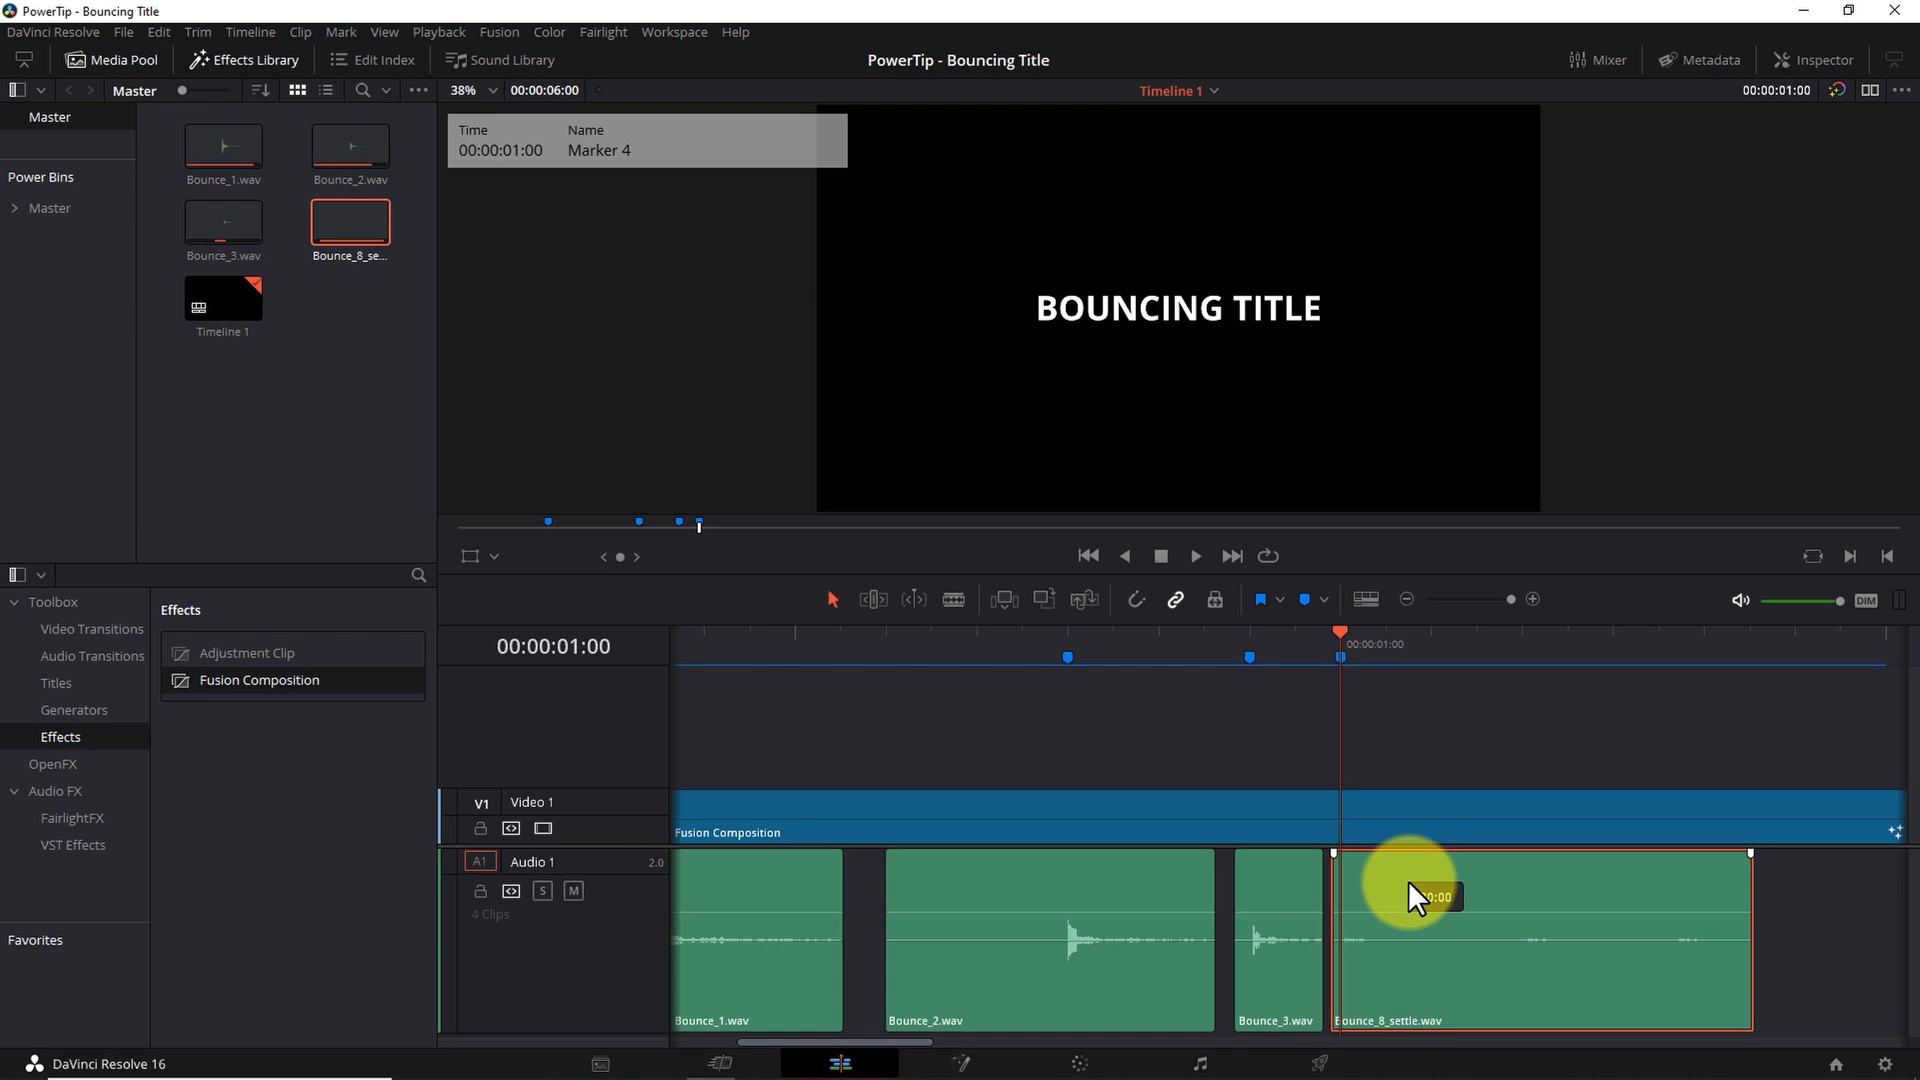 PowerTip - Bouncing Title
DaVinci Resolve File Edit Trim Timeline Clip Mark View Playback Fusion Color Fairlight Workspace Help
Media Pool Effects Library Edit Index Sound Library PowerTip - Bouncing Title Mixer Metadata Inspector
Master 38% 00:00:06:00 Timeline 1 00:00:01:00
Master
Power Bins
Master
Bounce_1.wav Bounce_2.wav
Bounce_3.wav Bounce_8_se...
Timeline 1
Time Name
00:00:01:00 Marker 4
BOUNCING TITLE
Toolbox
Video Transitions
Audio Transitions
Titles
Generators
Effects
OpenFX
Audio FX
FairlightFX
VST Effects
Favorites
Effects
Adjustment Clip
Fusion Composition
DIM
00:00:01:00 00:00:01:00
V1 Video 1
Fusion Composition
A1 Audio 1 2.0
S M
4 Clips
Bounce_1.wav Bounce_2.wav Bounce_3.wav Bounce_8_settle.wav
DaVinci Resolve 16